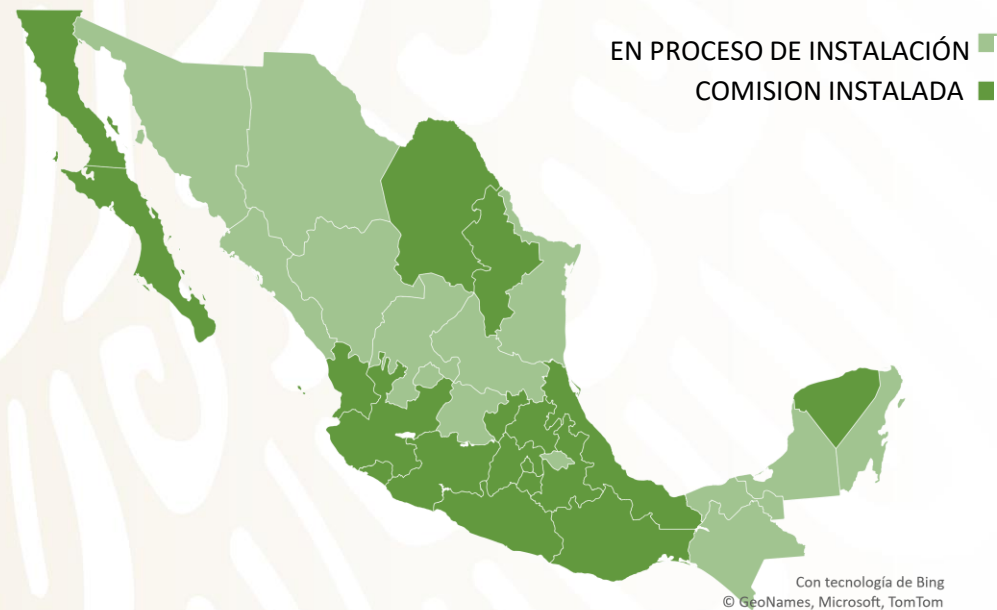 EN PROCESO DE INSTALACIÓN
COMISION INSTALADA
Con tecnología de Bing
© GeoNames, Microsoft, TomTom